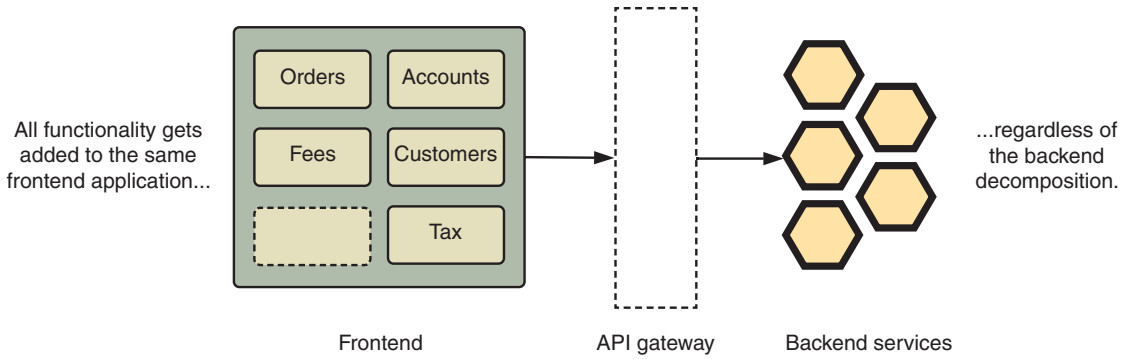 All functionality gets
added to the same
frontend application...
Orders
Accounts
Fees
Customers
Tax
...regardless of
the backend
decomposition.
Frontend
API gateway
Backend services